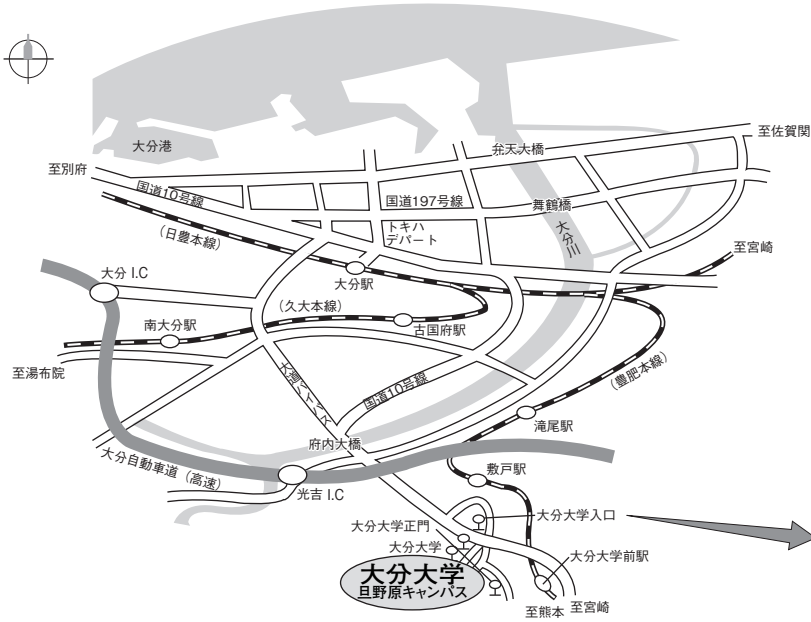 大分港
至別府
国道10号線
(日豊本線)
弁天大橋
至佐賀関
国道197号線
舞鶴橋
トキハ
デパート
大分川
至宮崎
大分 I.C
大分駅
(久大本線)
南大分駅
古国府駅
至湯布院
大道バイパス
国道10号線
(豊肥本線)
滝尾駅
府内大橋
大分自動車道(高速)
光吉 I.C
敷戸駅
大分大学正門
大分大学入口
大分大学
大分大学前駅
大分大学
旦野原キャンパス
至熊本
至宮崎